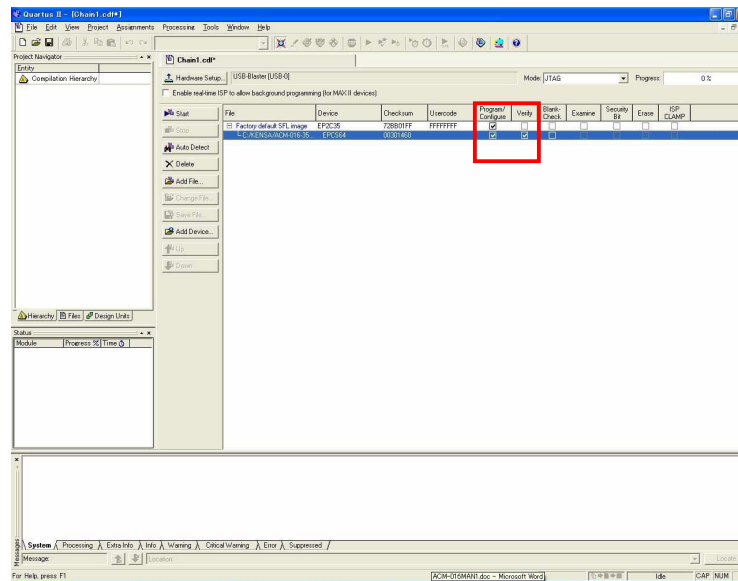 Quartus II - [Chain1.cdf*]
File Edit View Project Assignments Processing Tools Window Help
Project Navigator
Entity
Compilation Hierarchy
Hierarchy Files Design Units
Status
Module Progress % Time
Chain1.cdf*
Hardware Setup... USB-Blaster [USB-0] Mode: JTAG Progress: 0 %
Enable real-time ISP to allow background programming (for MAX II devices)
Start
Stop
Auto Detect
Delete
Add File...
Change File...
Save File...
Add Device...
Up
Down
File Device Checksum Usercode Program/ Configure Verify Blank- Check Examine Security Bit Erase ISP CLAMP
Factory default SFL image EP2C35 72BB01FF FFFFFFFF
C:/KENSA/ACM-016-35... EPCS64 00301460
Messages
System Processing Extra Info Info Warning Critical Warning Error Suppressed
Message: Location: Locate
For Help, press F1 ACM-016MAN1.doc - Microsoft Word Idle CAP NUM